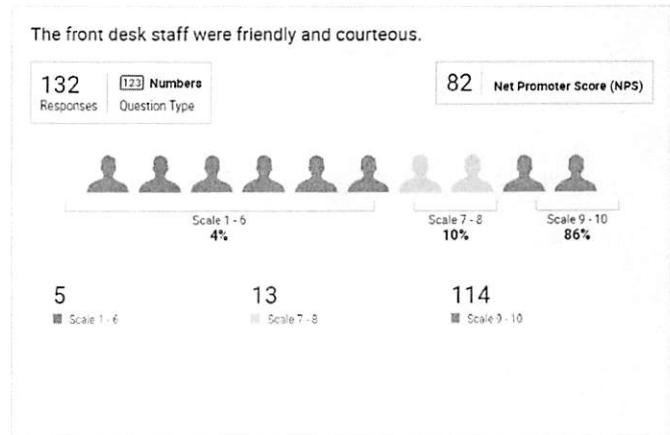 The front desk staff were friendly and courteous.
132
Responses
123 Numbers
Question Type
82 Net Promoter Score (NPS)
Scale 1 - 6
4%
Scale 7 - 8
10%
Scale 9 - 10
86%
5
Scale 1 - 6
13
Scale 7 - 8
114
Scale 9 - 10